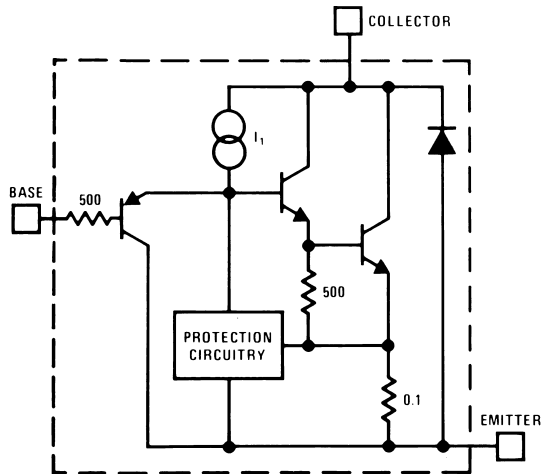 COLLECTOR
I1
BASE
500
500
PROTECTION
CIRCUITRY
0.1
EMITTER